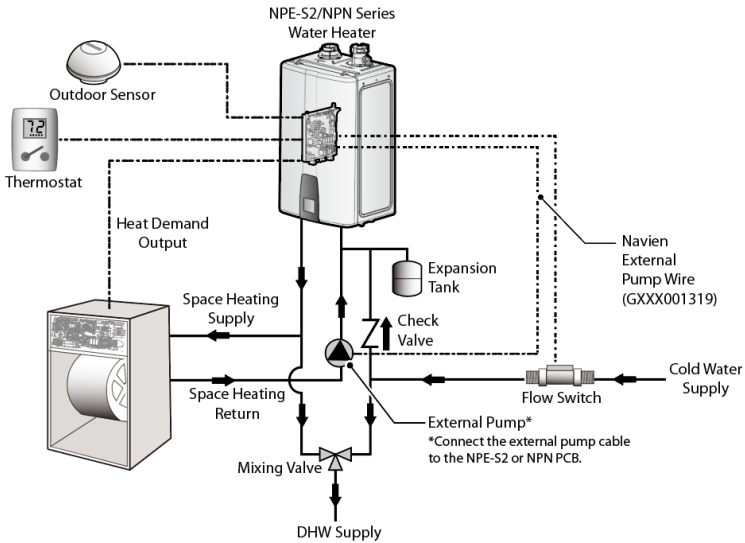 NPE-S2/NPN Series
Water Heater
Outdoor Sensor
72
Thermostat
Heat Demand
Output
Navien
External
Pump Wire
(GXXX001319)
Expansion
Tank
Space Heating
Supply
Check
Valve
Cold Water
Supply
Flow Switch
Space Heating
Return
External Pump*
*Connect the external pump cable
to the NPE-S2 or NPN PCB.
Mixing Valve
DHW Supply